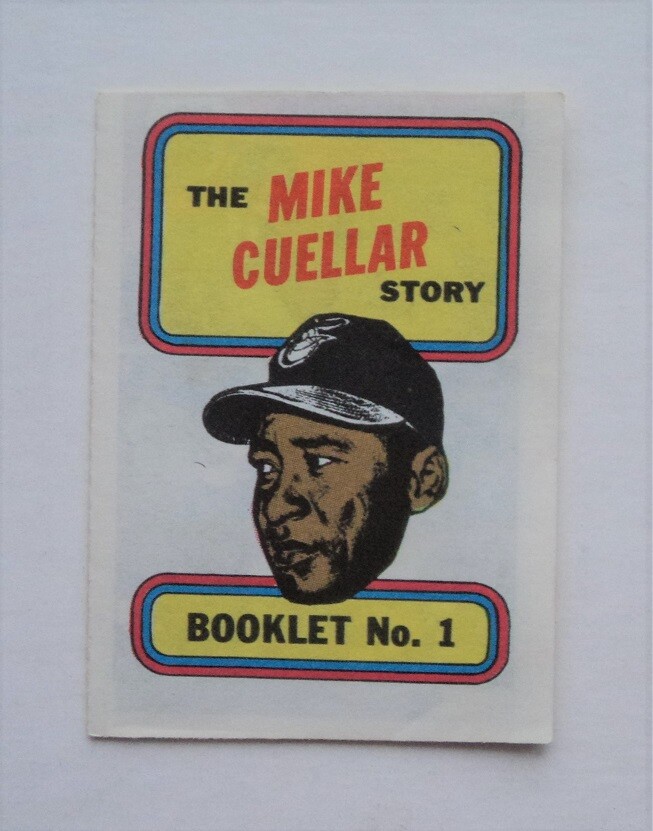 THE MIKE
CUELLAR
STORY
BOOKLET No. 1